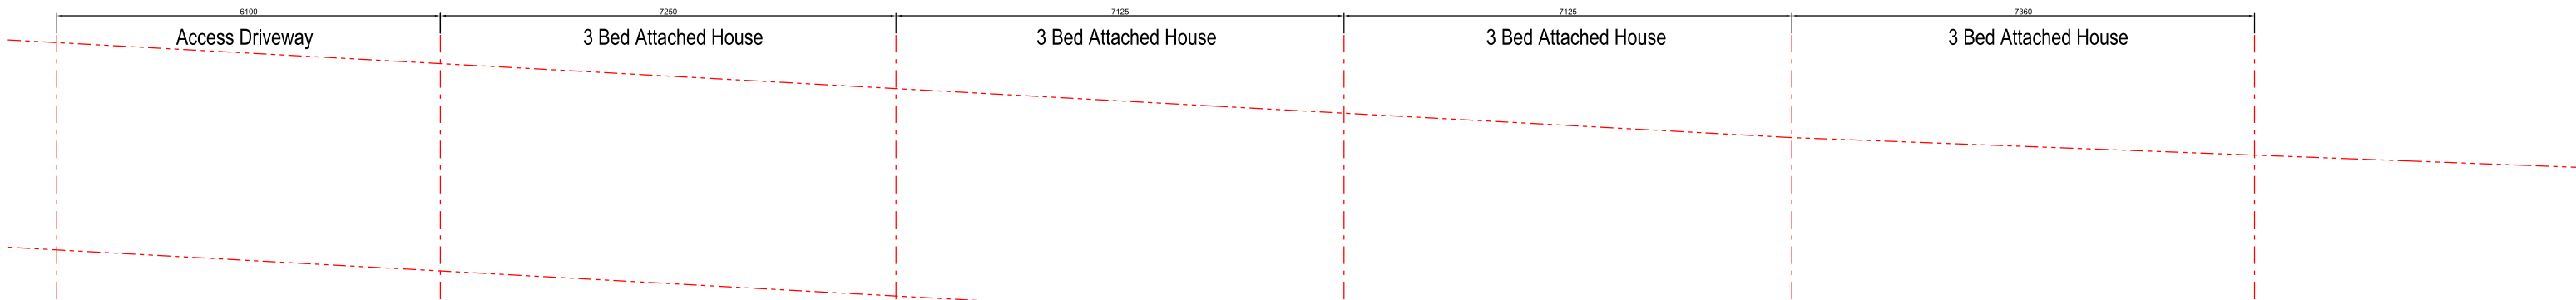 6100 7250 7125 7125 7360
Access Driveway 3 Bed Attached House 3 Bed Attached House 3 Bed Attached House 3 Bed Attached House